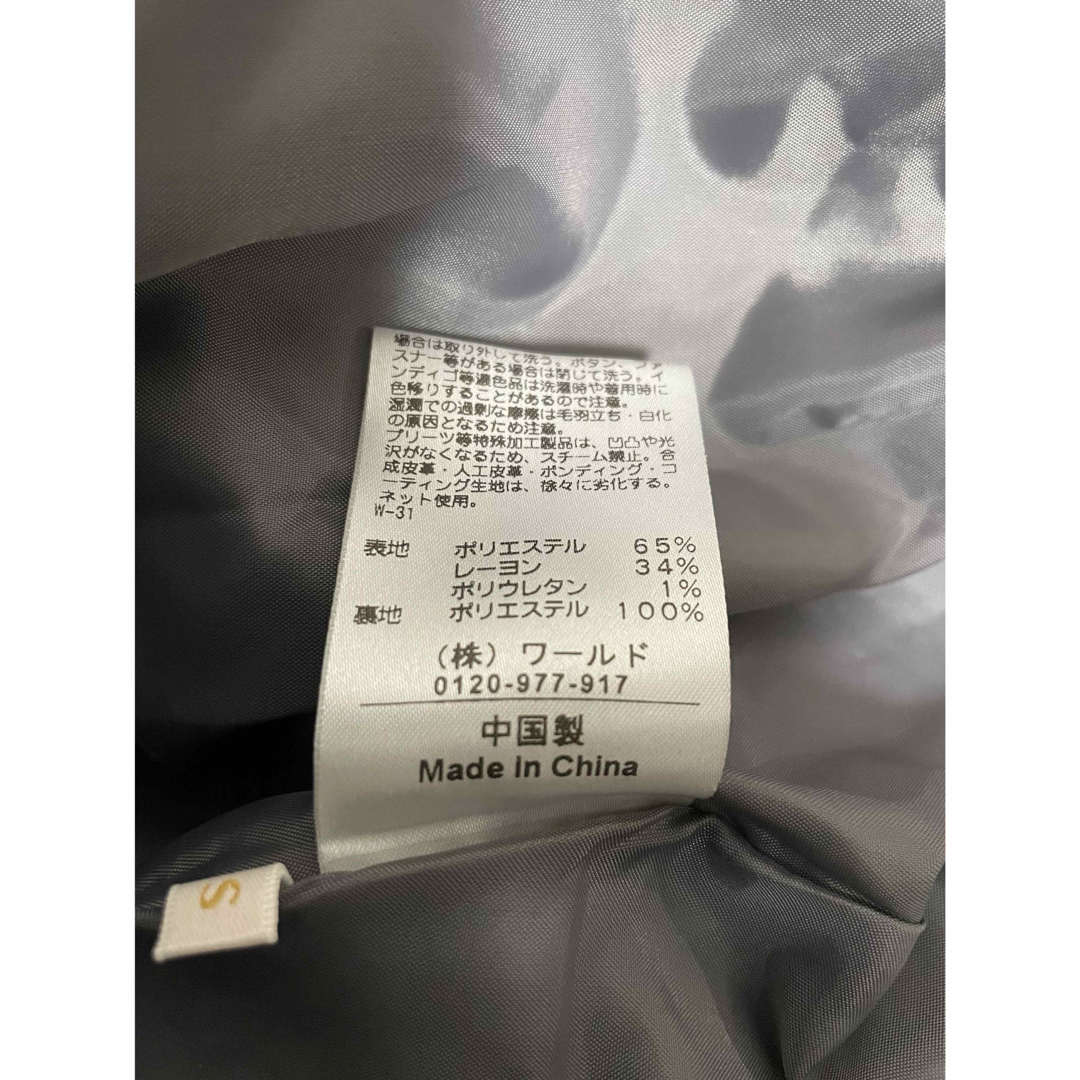 場合は取り外して洗う。ボタン、ファ
スナー等がある場合は閉じて洗う。イ
ンディゴ等濃色品は洗濯時や着用時に
色移りすることがあるので注意。
湿潤での過剰な摩擦は毛羽立ち・白化
の原因となるため注意。
プリーツ等特殊加工製品は、凹凸や光
沢がなくなるため、スチーム禁止。合
成皮革・人工皮革・ボンディング・コ
ーティング生地は、徐々に劣化する。
ネット使用。
W-31
表地 ポリエステル 65%
レーヨン 34%
ポリウレタン 1%
裏地 ポリエステル 100%
(株) ワールド
0120-977-917
中国製
Made in China
S